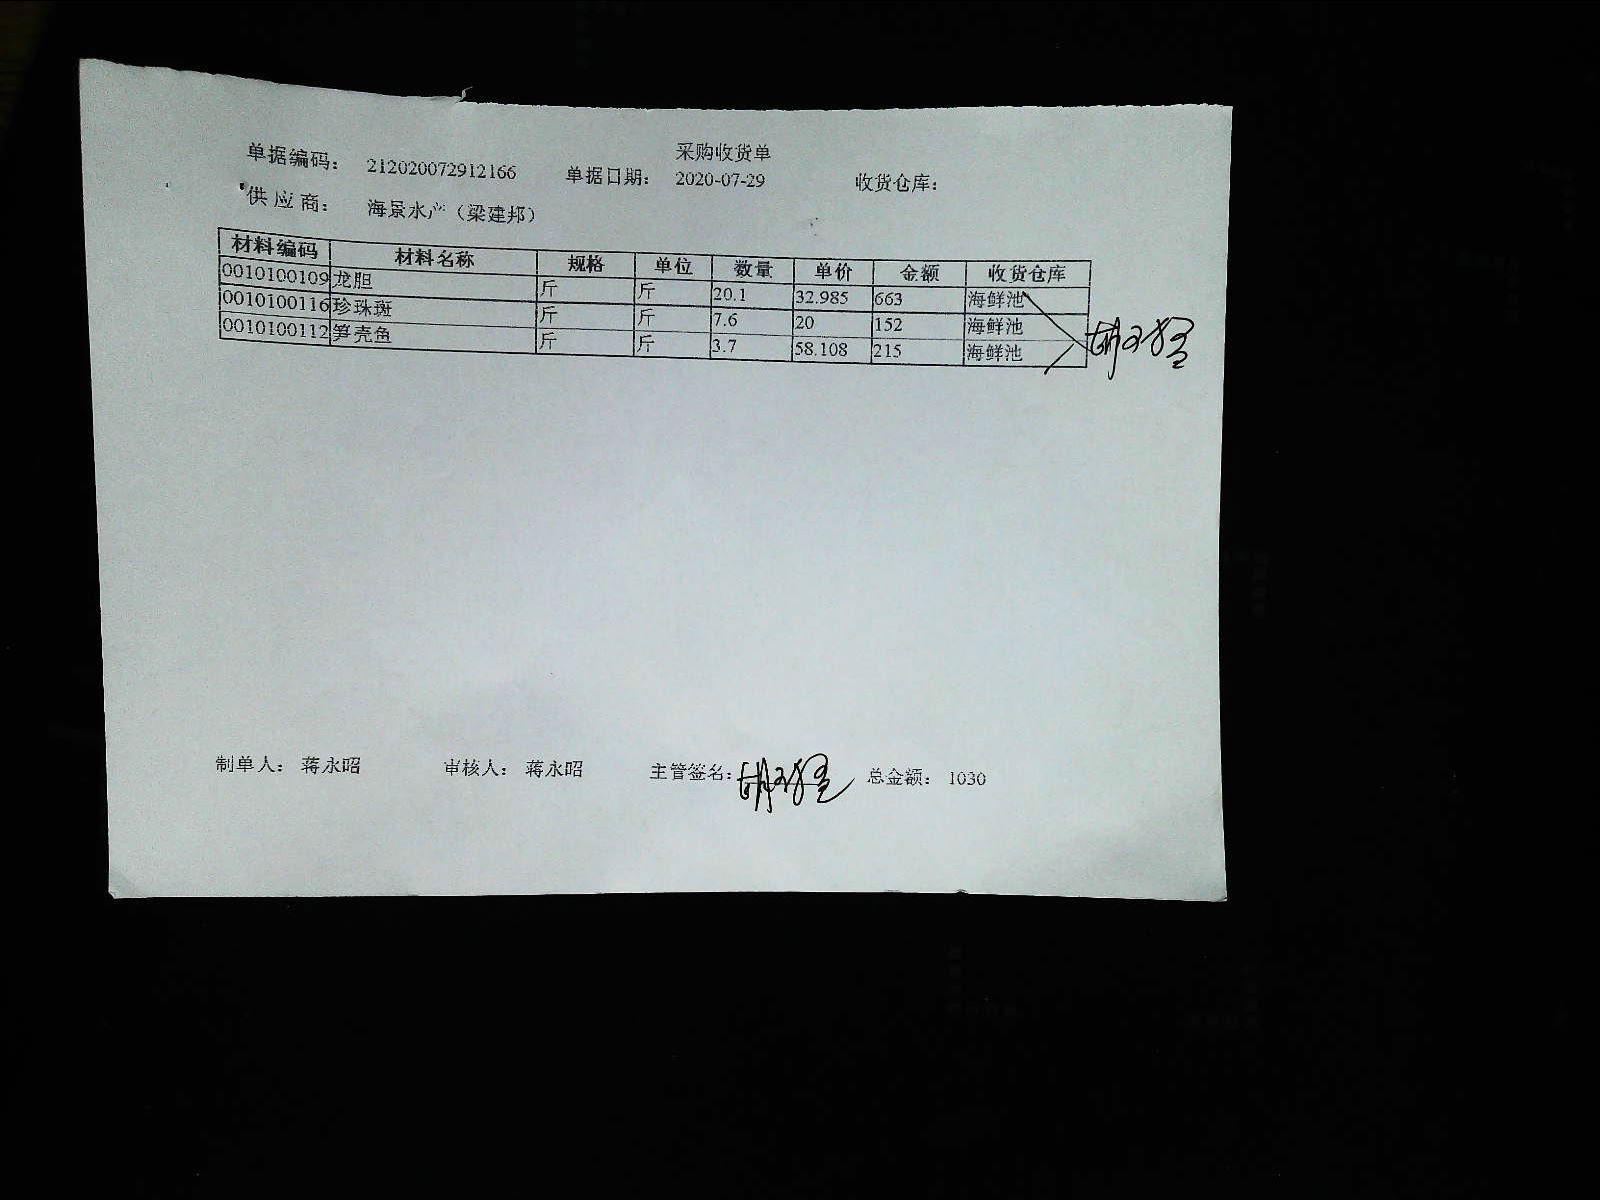 采购收货单
单据编码: 212020072912166 单据日期: 2020-07-29 收货仓库:
供应商: 海景水产（梁建邦）
材料编码 材料名称 规格 单位 数量 单价 金额 收货仓库
0010100109 龙胆 斤 斤 20.1 32.985 663 海鲜池
0010100116 珍珠斑 斤 斤 7.6 20 152 海鲜池
0010100112 笋壳鱼 斤 斤 3.7 58.108 215 海鲜池
制单人: 蒋永昭 审核人: 蒋永昭 主管签名: 总金额: 1030